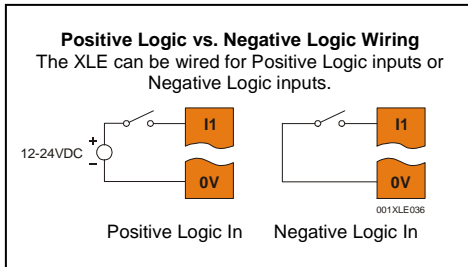 Positive Logic vs. Negative Logic Wiring
The XLE can be wired for Positive Logic inputs or
Negative Logic inputs.
I1
I1
+
12-24VDC
−
0V
0V
001XLE036
Positive Logic In
Negative Logic In